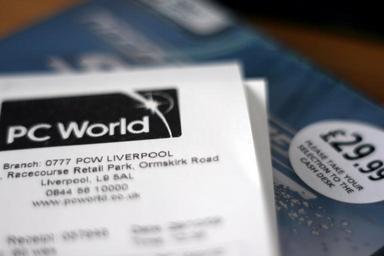 PC World
Branch: 0777 PCW LIVERPOOL
Racecourse Retail Park, Ormskirk Road
Liverpool, L9 5AL
0844 56 10000
www.pcworld.co.uk
Receipt:
£29.99
PLEASE TAKE YOUR
SELECTION TO THE
CASH DESK